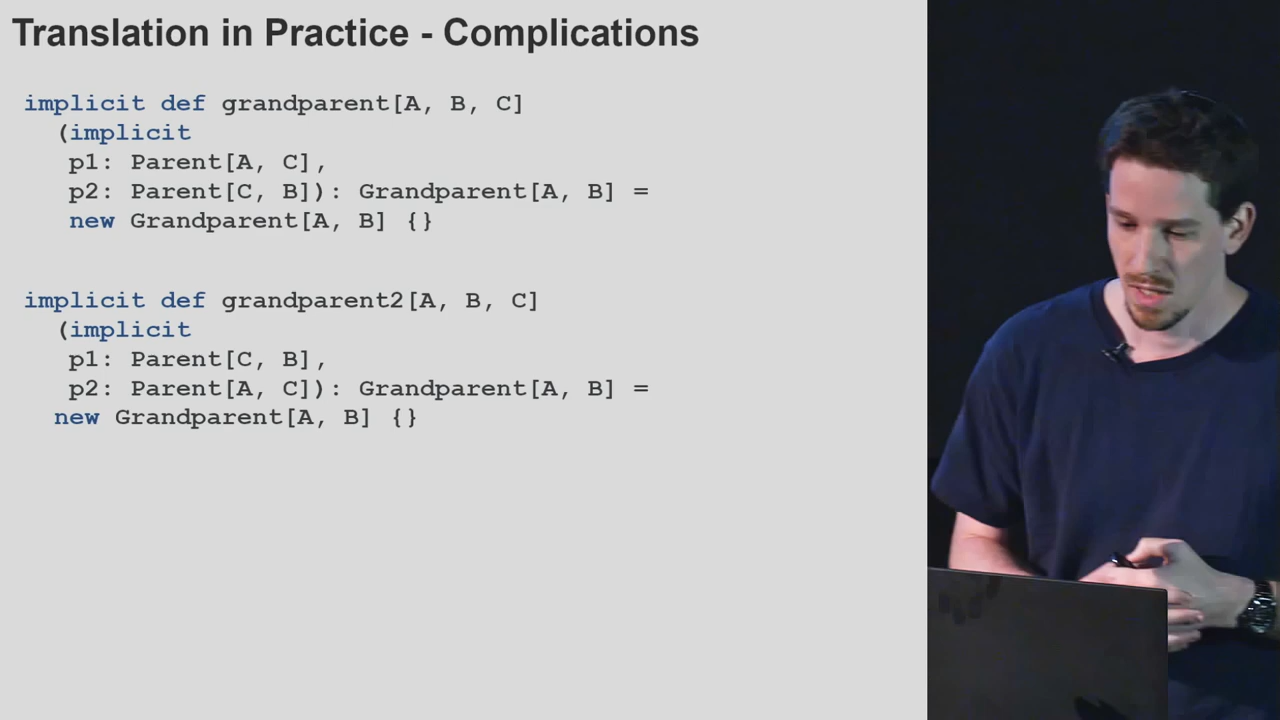 Translation in Practice - Complications
implicit def grandparent[A, B, C]
(implicit
p1: Parent[A, C],
p2: Parent[C, B]): Grandparent[A, B] =
new Grandparent[A, B] {}
implicit def grandparent2[A, B, C]
(implicit
p1: Parent[C, B],
p2: Parent[A, C]): Grandparent[A, B] =
new Grandparent[A, B] {}